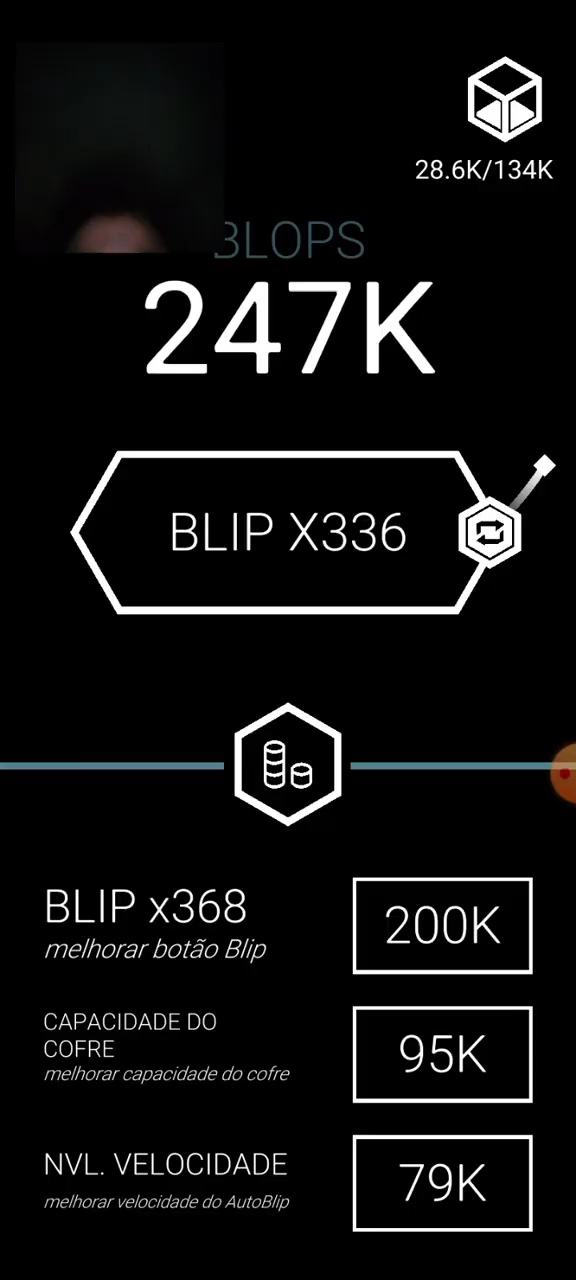 28.6K/134K
BLOPS
247K
BLIP X336
BLIP x368
melhorar botão Blip
200K
CAPACIDADE DO
COFRE
melhorar capacidade do cofre
95K
NVL. VELOCIDADE
melhorar velocidade do AutoBlip
79K